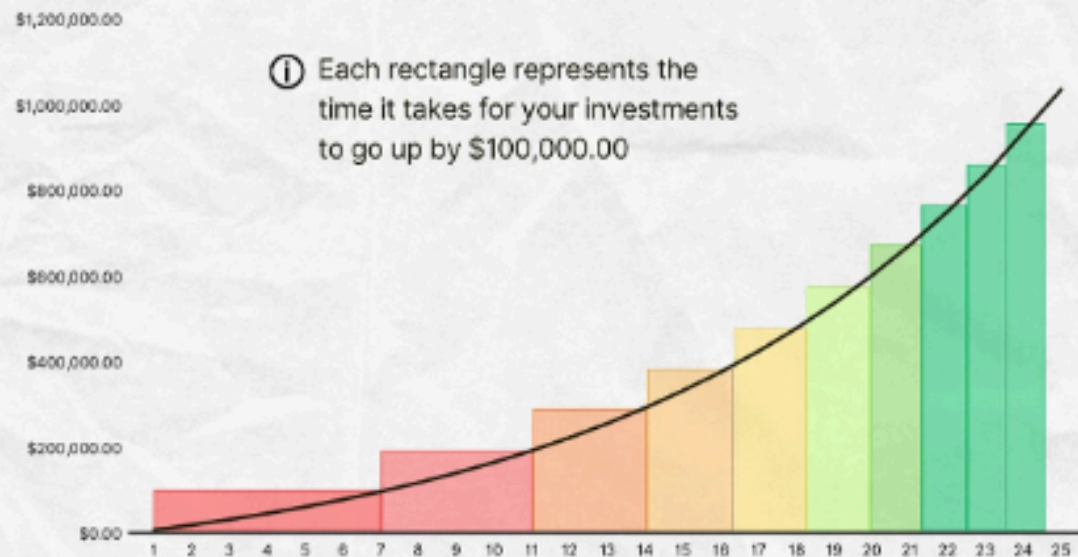 $1,200,000.00
ⓘ Each rectangle represents the
time it takes for your investments
to go up by $100,000.00
$1,000,000.00
$800,000.00
$600,000.00
$400,000.00
$200,000.00
$0.00
1 2 3 4 5 6 7 8 9 10 11 12 13 14 15 16 17 18 19 20 21 22 23 24 25